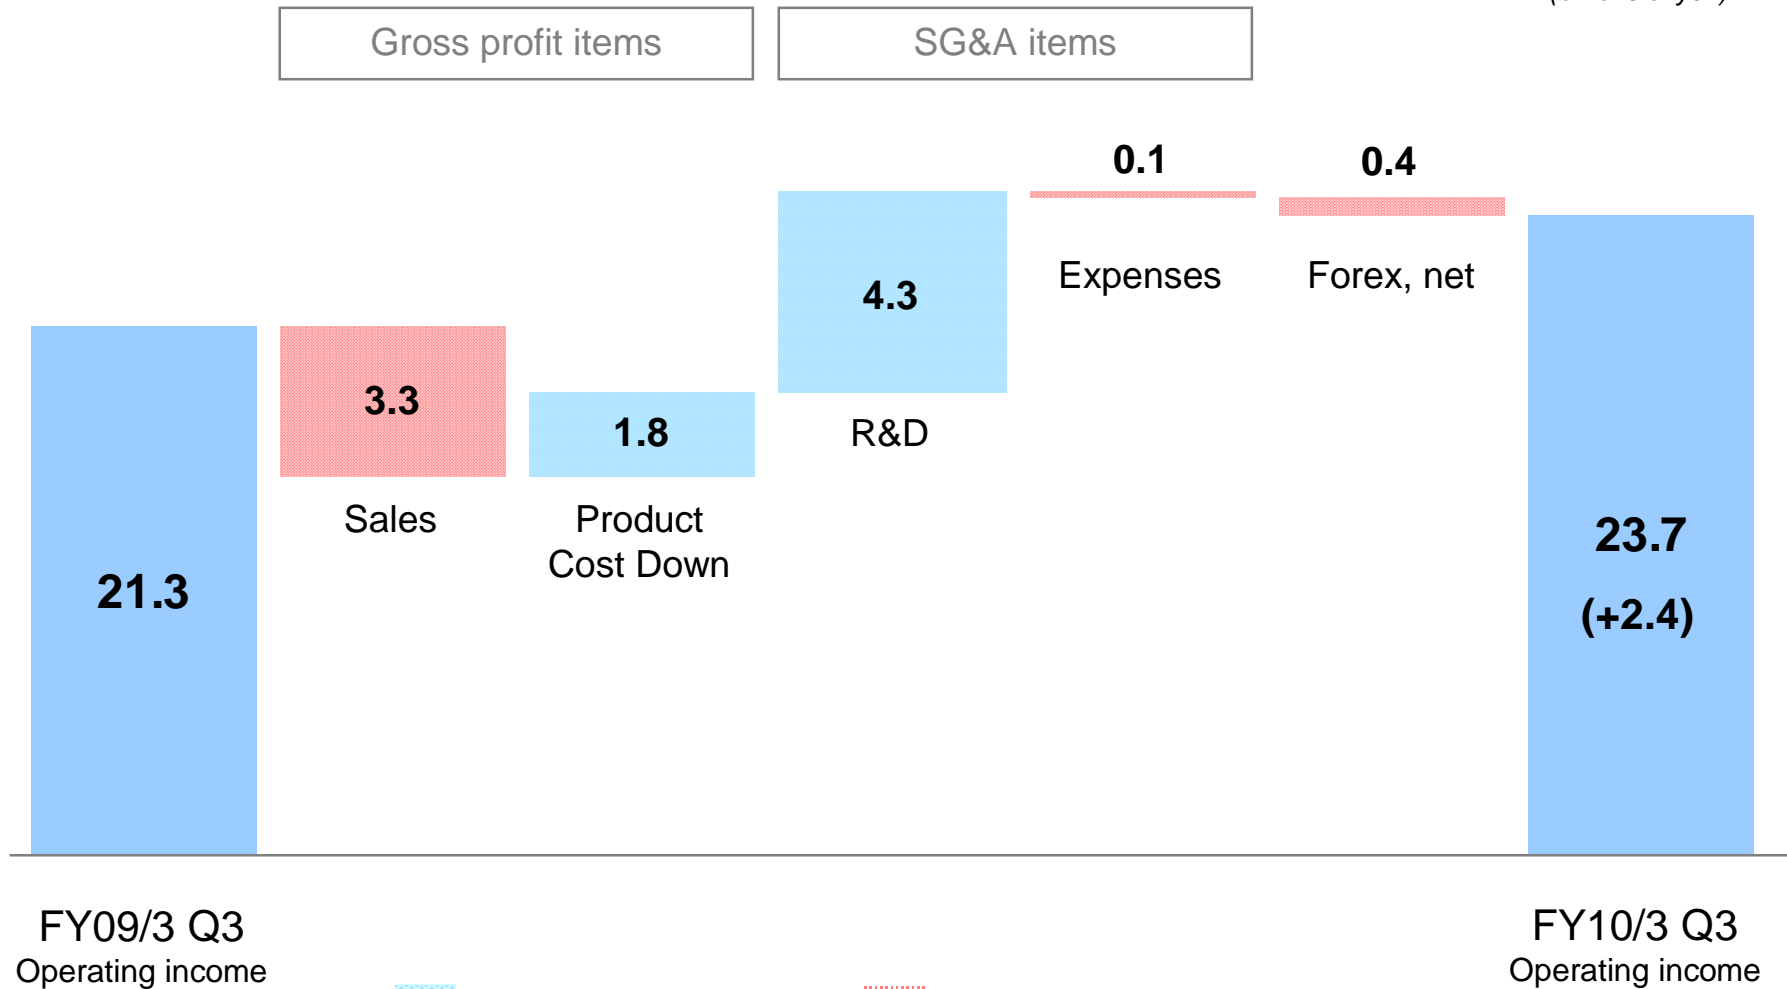 Gross profit items
SG&A items
0.1
0.4
4.3
Expenses
Forex, net
3.3
1.8
R&D
Sales
Product
Cost Down
21.3
23.7
(+2.4)
FY09/3 Q3
Operating income
FY10/3 Q3
Operating income